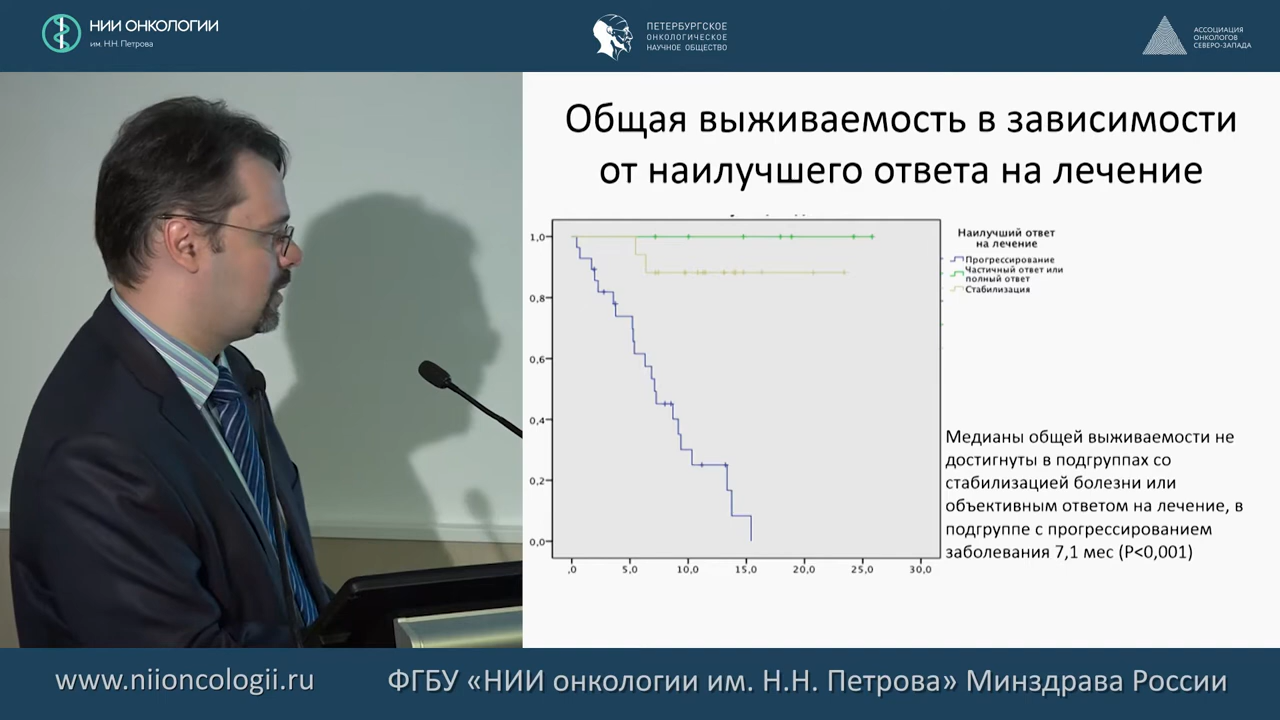 НИИ ОНКОЛОГИИ
им. Н.Н. Петрова
ПЕТЕРБУРГСКОЕ
ОНКОЛОГИЧЕСКОЕ
НАУЧНОЕ ОБЩЕСТВО
АССОЦИАЦИЯ
ОНКОЛОГОВ
СЕВЕРО-ЗАПАДА
Общая выживаемость в зависимости
от наилучшего ответа на лечение
Наилучший ответ
на лечение
Прогрессирование
Частичный ответ или
полный ответ
Стабилизация
1,0
0,8
0,6
0,4
0,2
0,0
,0 5,0 10,0 15,0 20,0 25,0 30,0
Медианы общей выживаемости не
достигнуты в подгруппах со
стабилизацией болезни или
объективным ответом на лечение, в
подгруппе с прогрессированием
заболевания 7,1 мес (P<0,001)
www.niioncologii.ru
ФГБУ «НИИ онкологии им. Н.Н. Петрова» Минздрава России